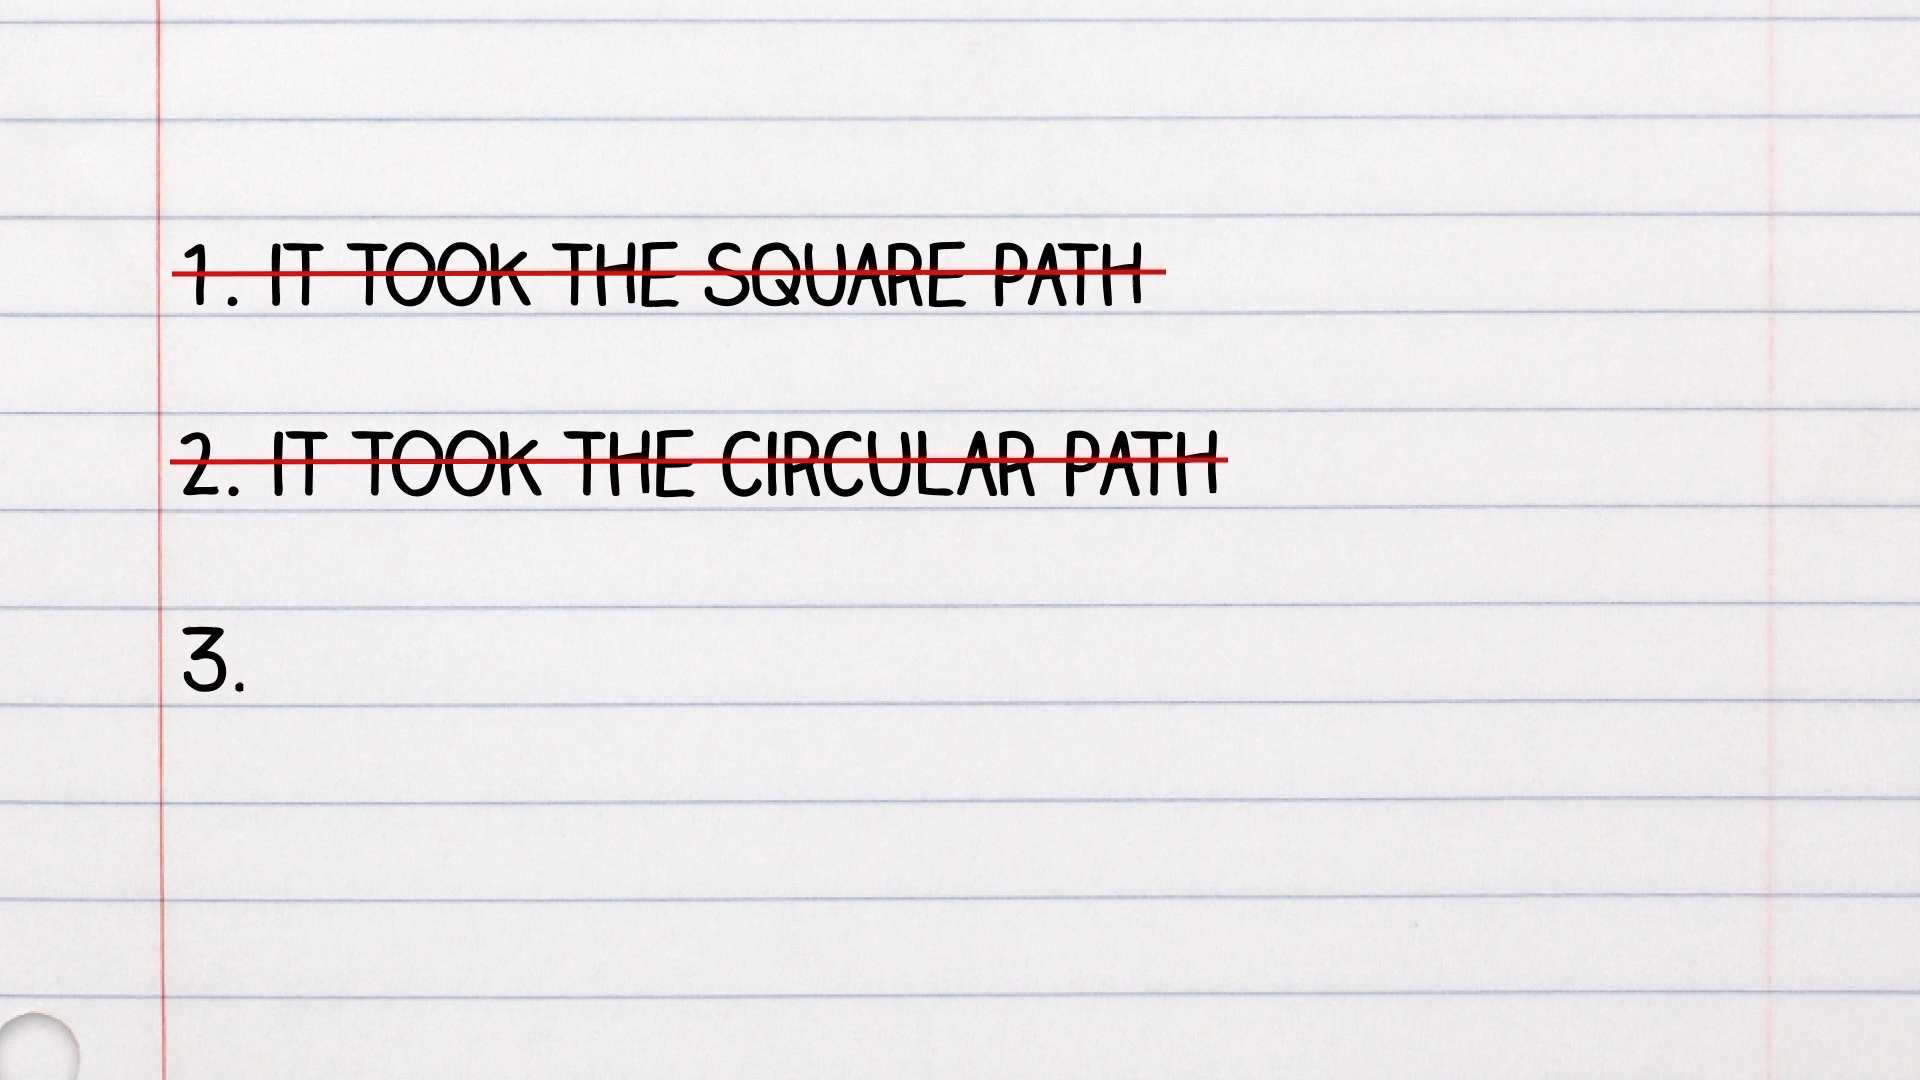 1. IT TOOK THE SQUARE PATH
2. IT TOOK THE CIRCULAR PATH
3.